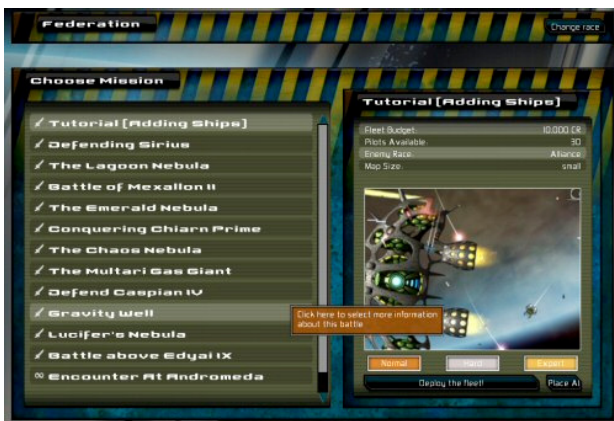 Federation
Change race
Choose Mission
Tutorial (Adding Ships)
Defending Sirius
The Lagoon Nebula
Battle of Mexallon II
The Emerald Nebula
Conquering Chiarn Prime
The Chaos Nebula
The Multari Gas Giant
Defend Caspian IV
Gravity Well
Lucifer's Nebula
Battle above Edyai IX
∞ Encounter At Andromeda
Click here to select more information
about this battle
Tutorial (Adding Ships)
Fleet Budget: 10,000 CR
Pilots Available: 30
Enemy Race: Alliance
Map Size: small
Normal Hard Expert
Deploy the fleet! Place Al